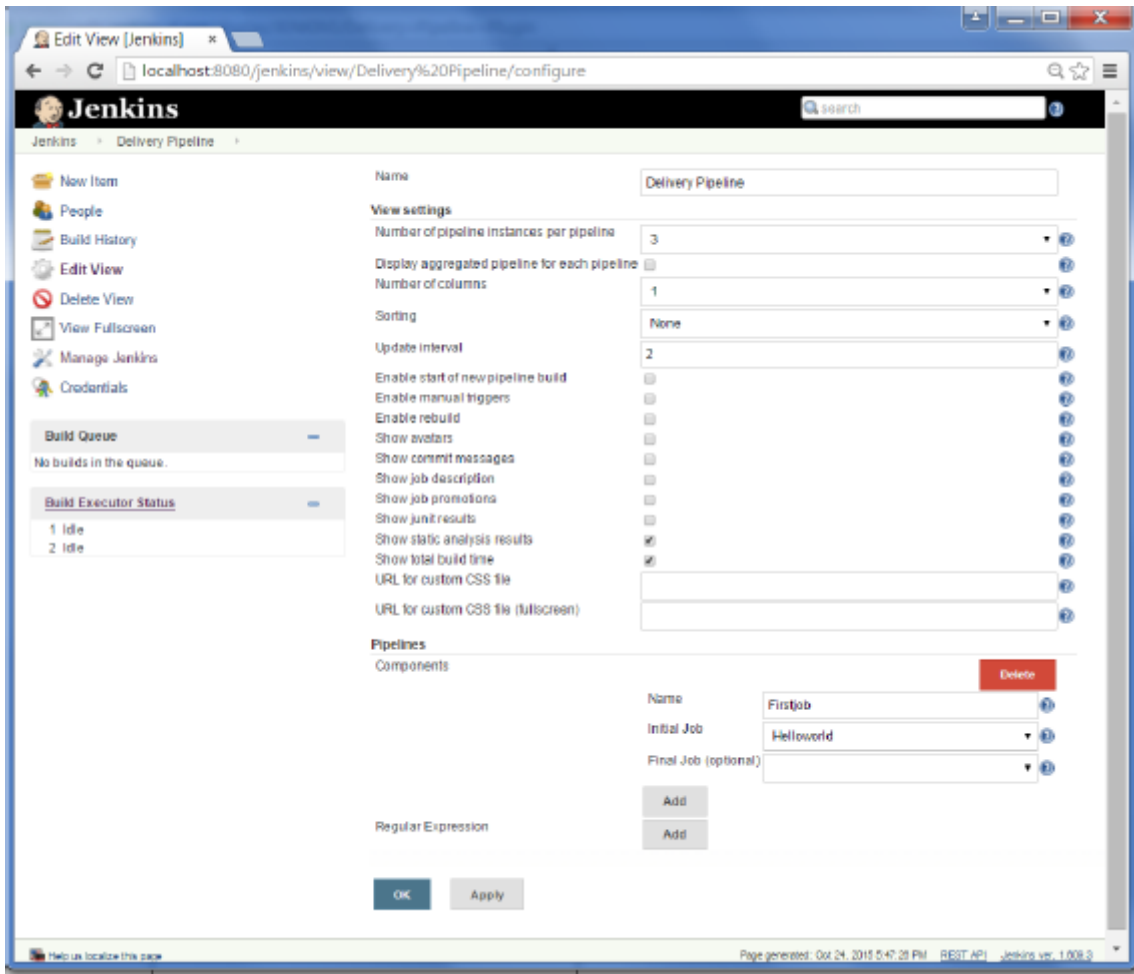 Edit View [Jenkins]
localhost:8080/jenkins/view/Delivery%20Pipeline/configure
Jenkins
search
Jenkins Delivery Pipeline
New Item
People
Build History
Edit View
Delete View
View Fullscreen
Manage Jenkins
Credentials
Build Queue
No builds in the queue.
Build Executor Status
1 Idle
2 Idle
Name Delivery Pipeline
View settings
Number of pipeline instances per pipeline 3
Display aggregated pipeline for each pipeline
Number of columns 1
Sorting None
Update interval 2
Enable start of new pipeline build
Enable manual triggers
Enable rebuild
Show avatars
Show commit messages
Show job description
Show job promotions
Show junit results
Show static analysis results
Show total build time
URL for custom CSS file
URL for custom CSS file (fullscreen)
Pipelines
Components
Delete
Name Firstjob
Initial Job Helloworld
Final Job (optional)
Add
Regular Expression Add
OK Apply
Help us localize this page Page generated: Oct 24, 2015 5:47:28 PM REST API Jenkins ver. 1.609.3